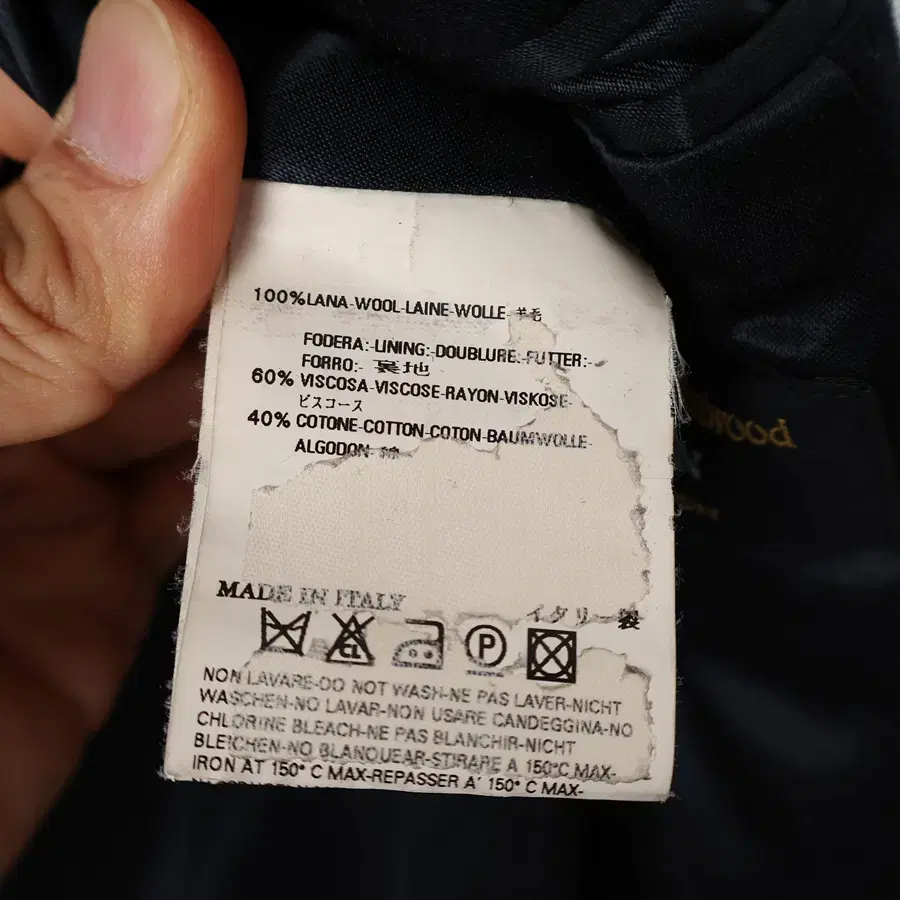 100% LANA-WOOL-LAINE-WOLLE 羊毛
FODERA:-LINING:-DOUBLURE:-FUTTER:-
FORRO:- 裏地
60% VISCOSA-VISCOSE-RAYON-VISKOSE-
ビスコース
40% COTONE-COTTON-COTON-BAUMWOLLE-
ALGODON- 綿
MADE IN ITALY イタリー製
CL
P
NON LAVARE-DO NOT WASH-NE PAS LAVER-NICHT
WASCHEN-NO LAVAR-NON USARE CANDEGGINA-NO
CHLORINE BLEACH-NE PAS BLANCHIR-NICHT
BLEICHEN-NO BLANQUEAR-STIRARE A 150° C MAX-
IRON AT 150° C MAX-REPASSER A' 150° C MAX-